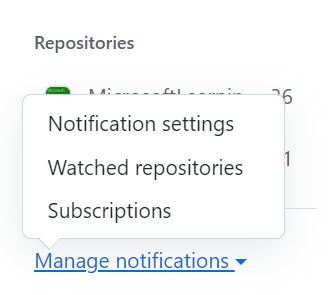 Repositories
Notification settings
Watched repositories
Subscriptions
Manage notifications